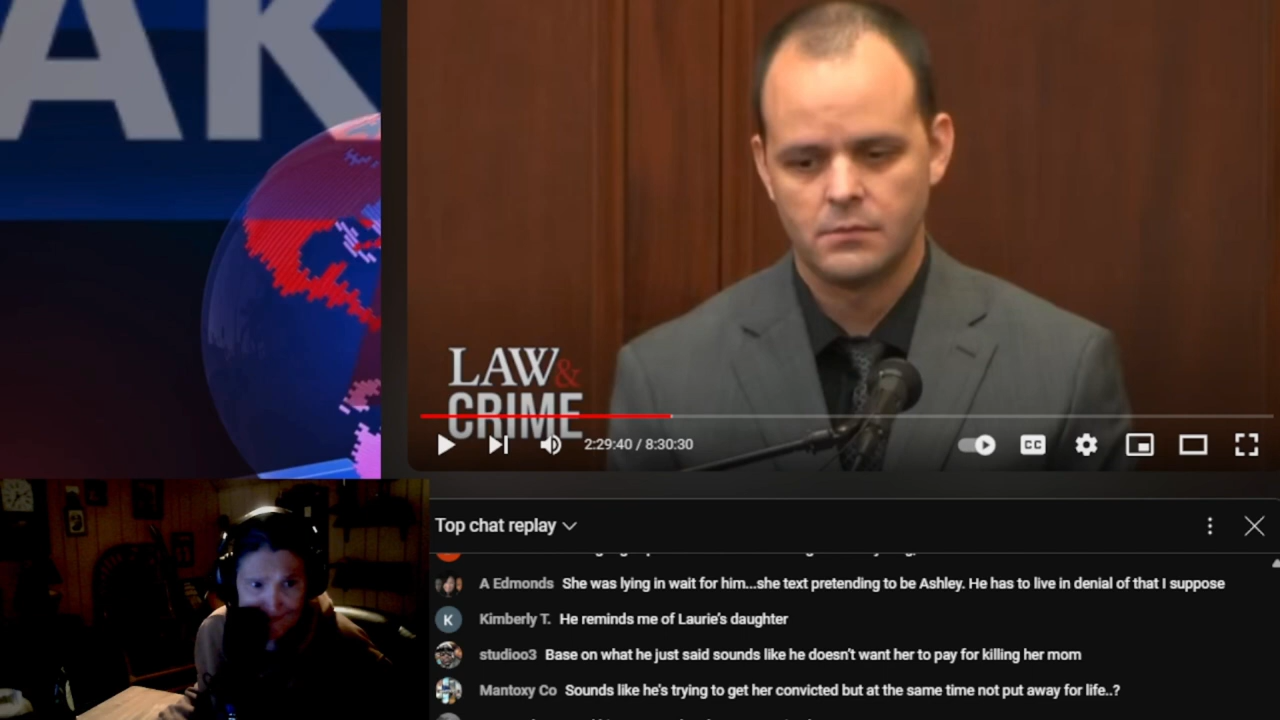 AK
LAW&
CRIME
2:29:40 / 8:30:30
CC
Top chat replay
A Edmonds She was lying in wait for him...she text pretending to be Ashley. He has to live in denial of that I suppose
K Kimberly T. He reminds me of Laurie's daughter
studioo3 Base on what he just said sounds like he doesn't want her to pay for killing her mom
Mantoxy Co Sounds like he's trying to get her convicted but at the same time not put away for life..?